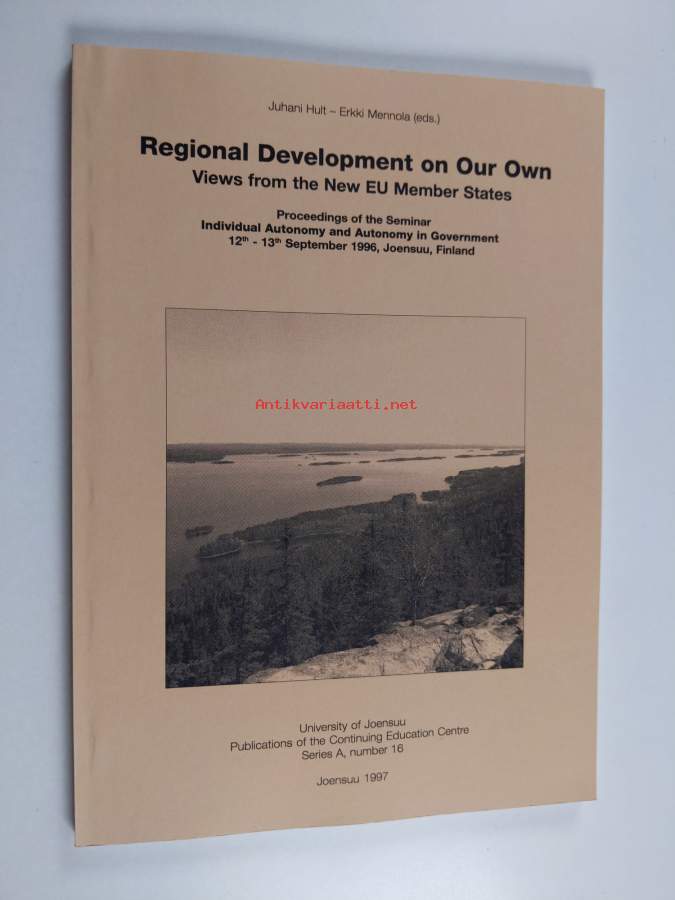 Juhani Hult – Erkki Mennola (eds.)
Regional Development on Our Own
Views from the New EU Member States
Proceedings of the Seminar
Individual Autonomy and Autonomy in Government
12th - 13th September 1996, Joensuu, Finland
Antikvariaatti.net
University of Joensuu
Publications of the Continuing Education Centre
Series A, number 16
Joensuu 1997